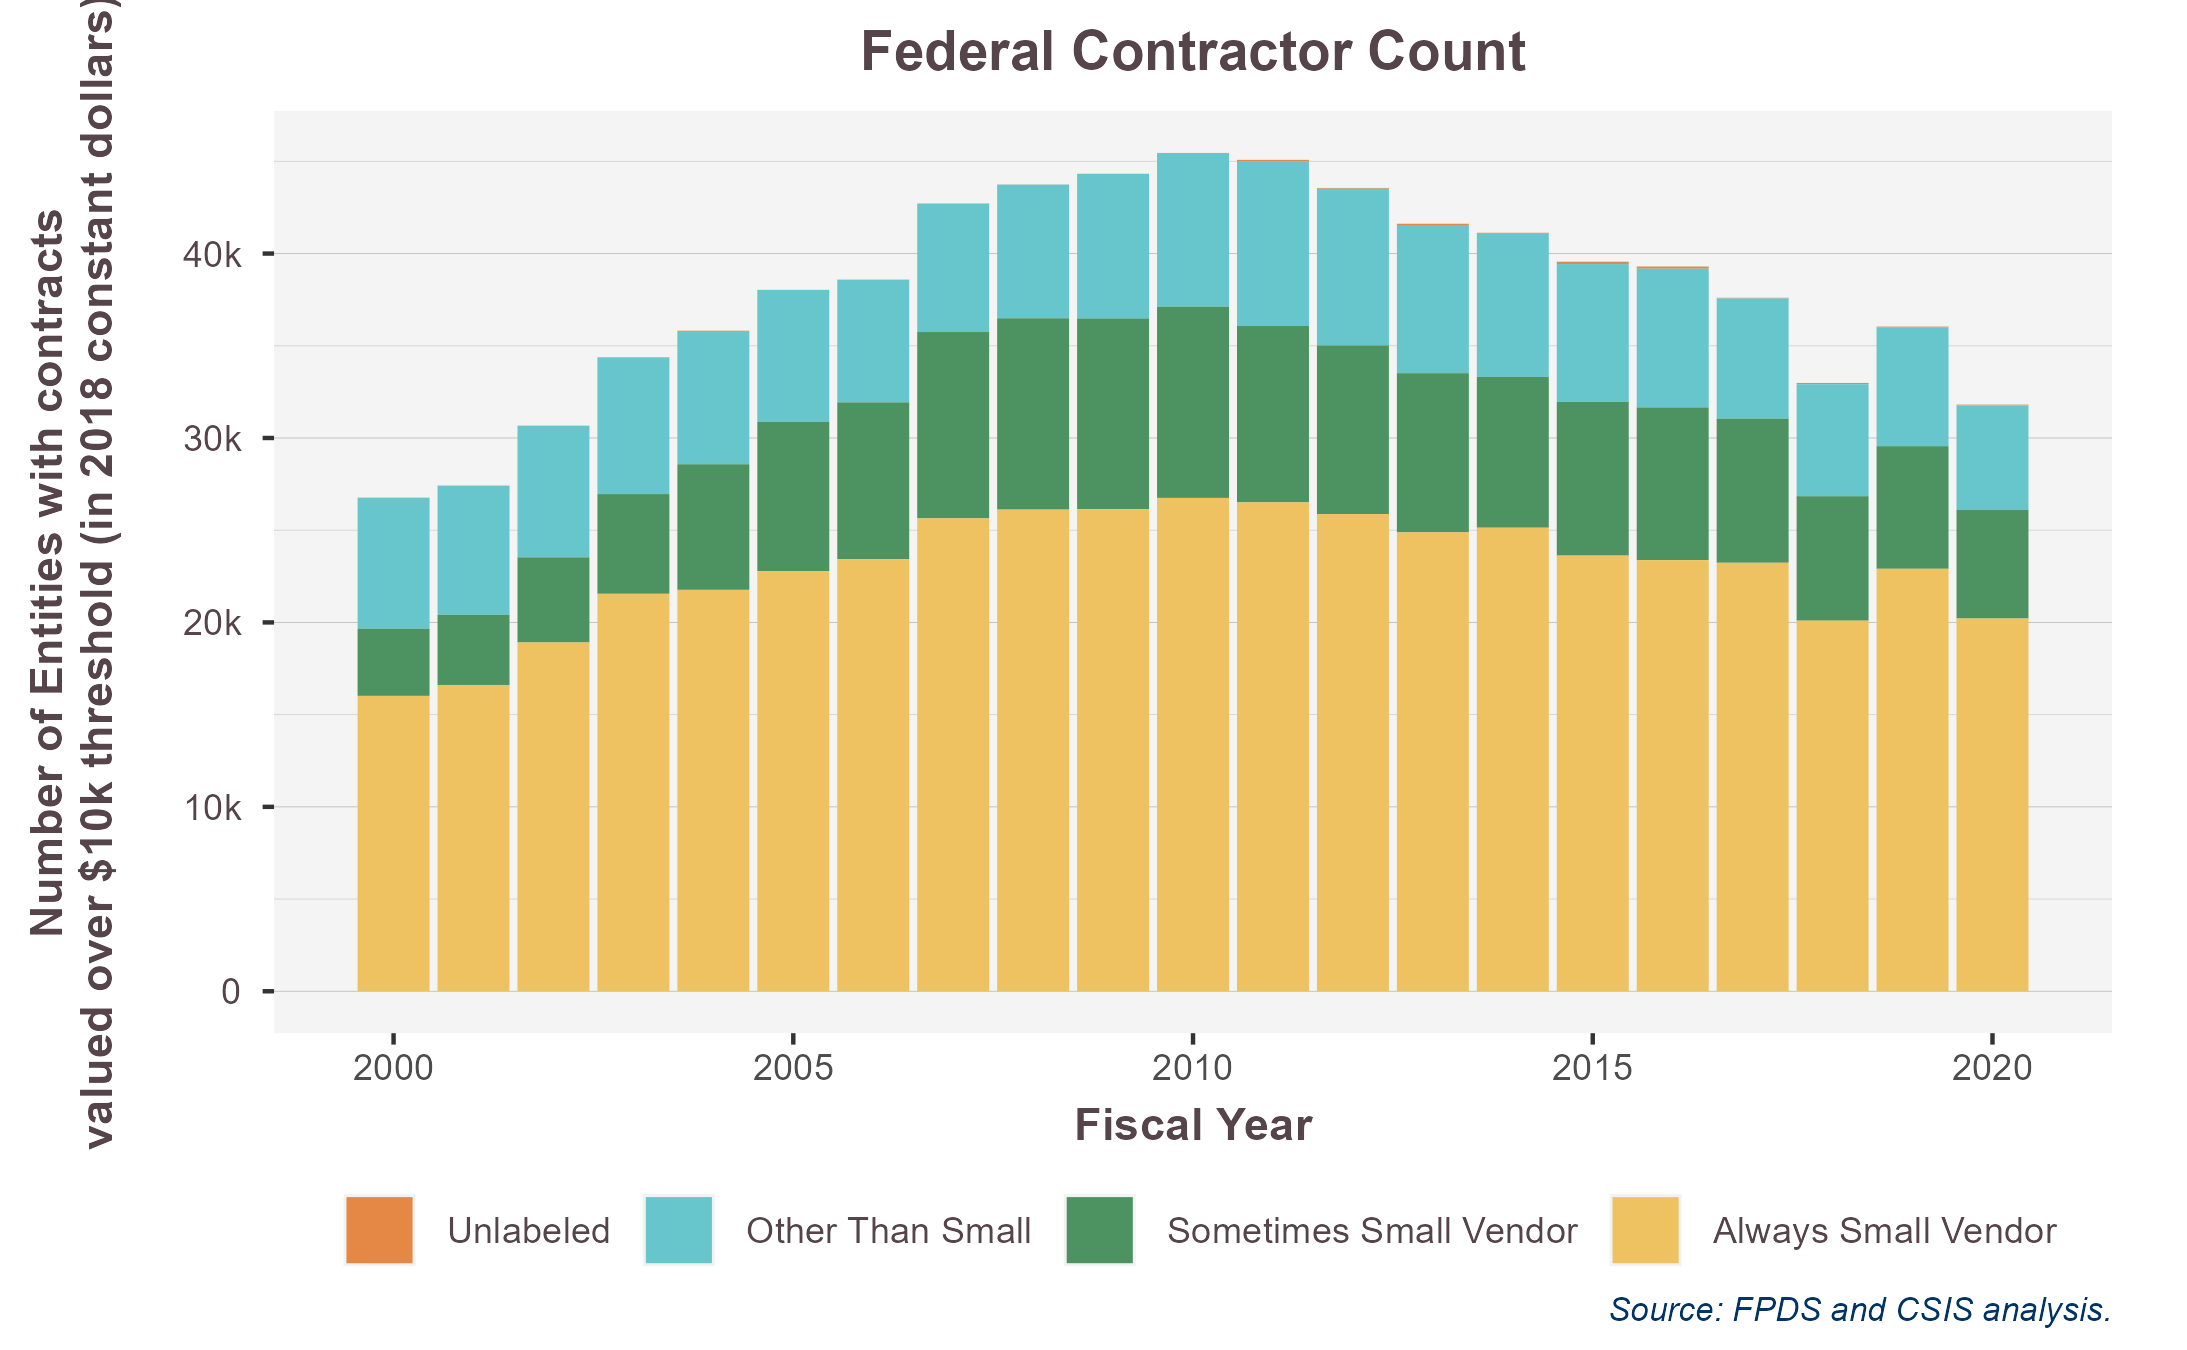 Federal Contractor Count
Number of Entities with contracts
valued over $10k threshold (in 2018 constant dollars)
40k
30k
20k
10k
0
2000 2005 2010 2015 2020
Fiscal Year
Unlabeled Other Than Small Sometimes Small Vendor Always Small Vendor
Source: FPDS and CSIS analysis.